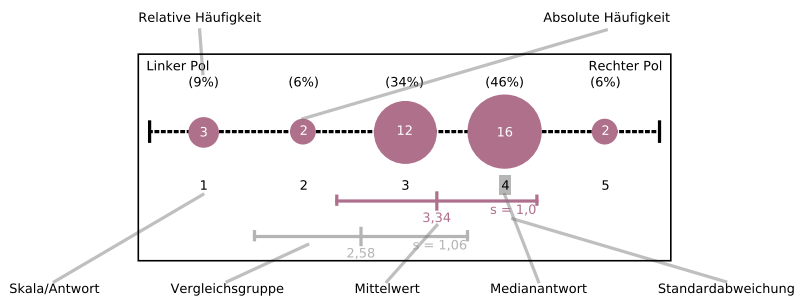 Relative Häufigkeit Absolute Häufigkeit
Linker Pol Rechter Pol
(9%) (6%) (34%) (46%) (6%)
3 2 12 16 2
1 2 3 4 5
3,34 s = 1,0
2,58 s = 1,06
Skala/Antwort Vergleichsgruppe Mittelwert Medianantwort Standardabweichung